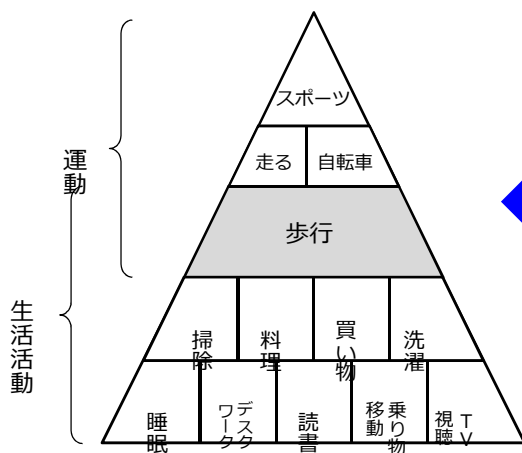 スポーツ
走る
自転車
運動
歩行
生活活動
掃除
料理
買い物
洗濯
睡眠
デスク
ワーク
読書
乗り物
移動
TV
視聴